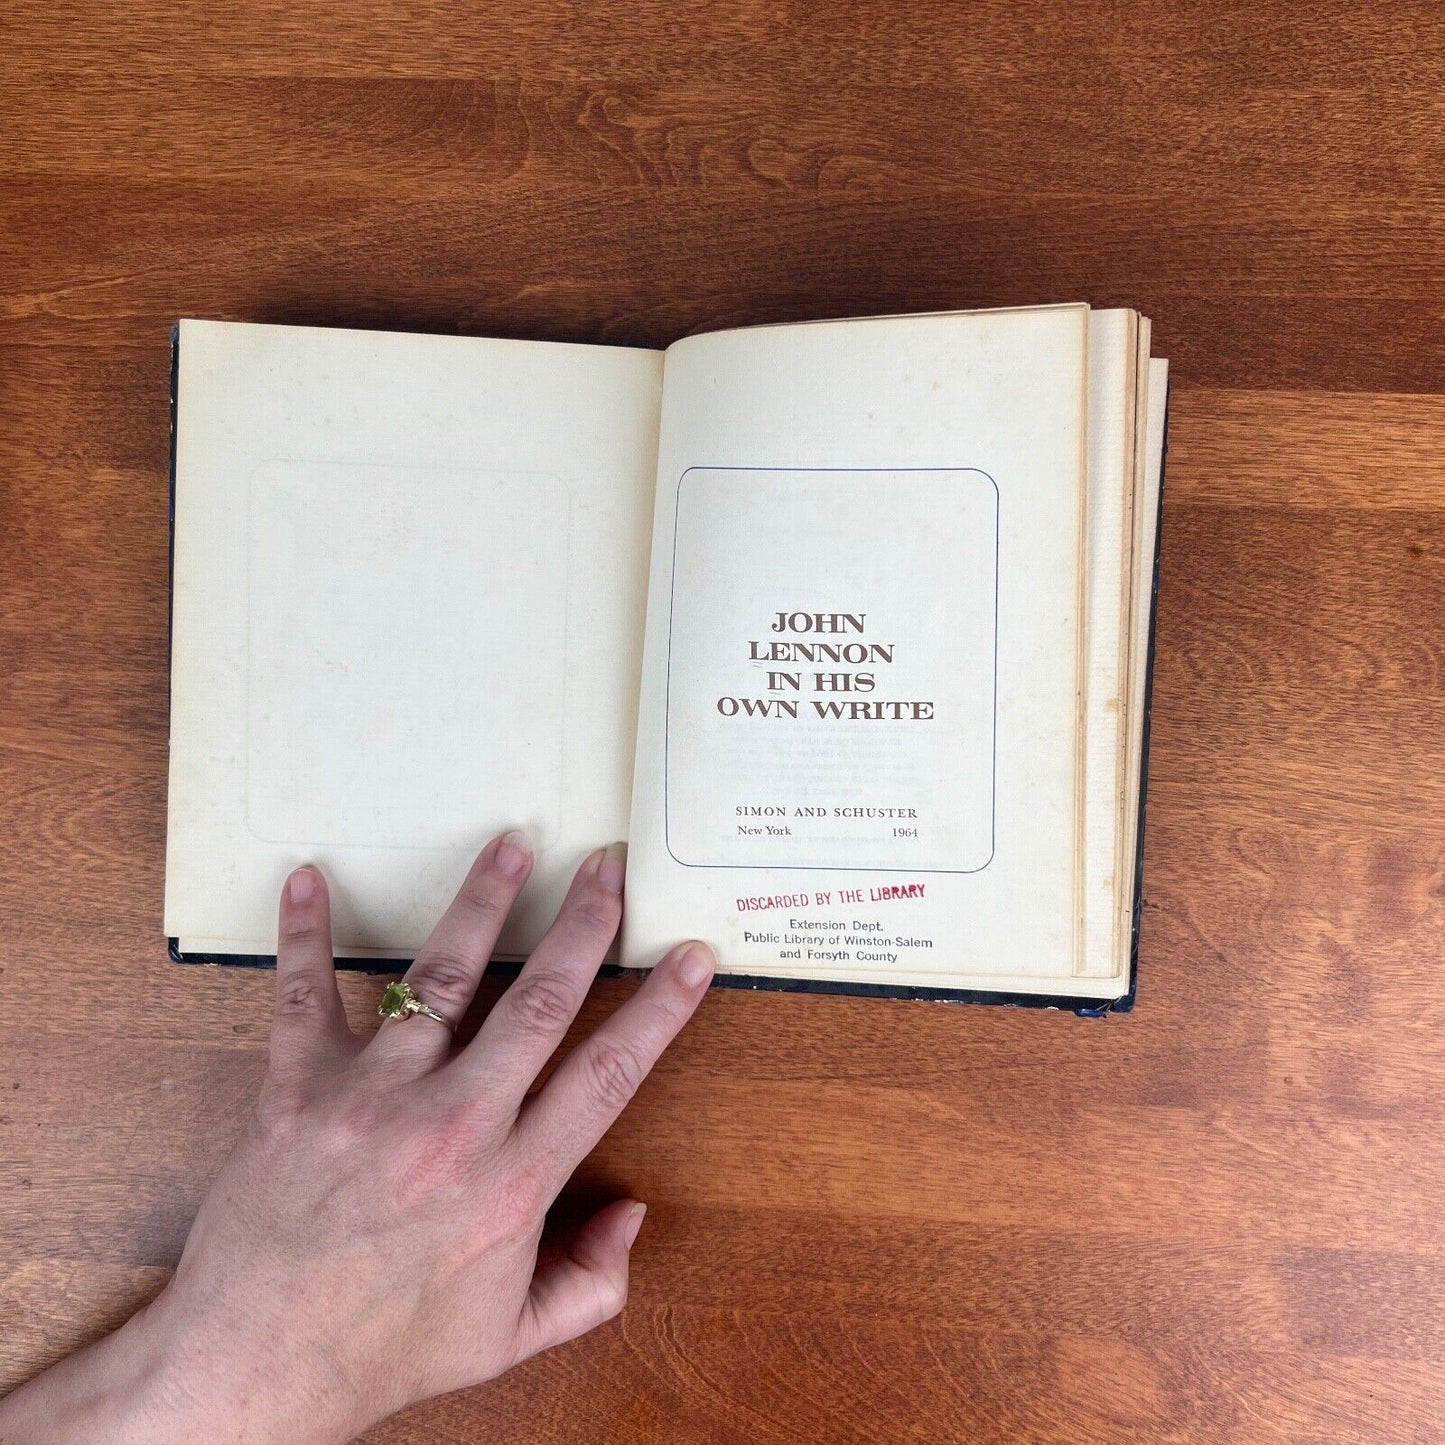 JOHN
LENNON
IN HIS
OWN WRITE
SIMON AND SCHUSTER
New York 1964
DISCARDED BY THE LIBRARY
Extension Dept.
Public Library of Winston-Salem
and Forsyth County